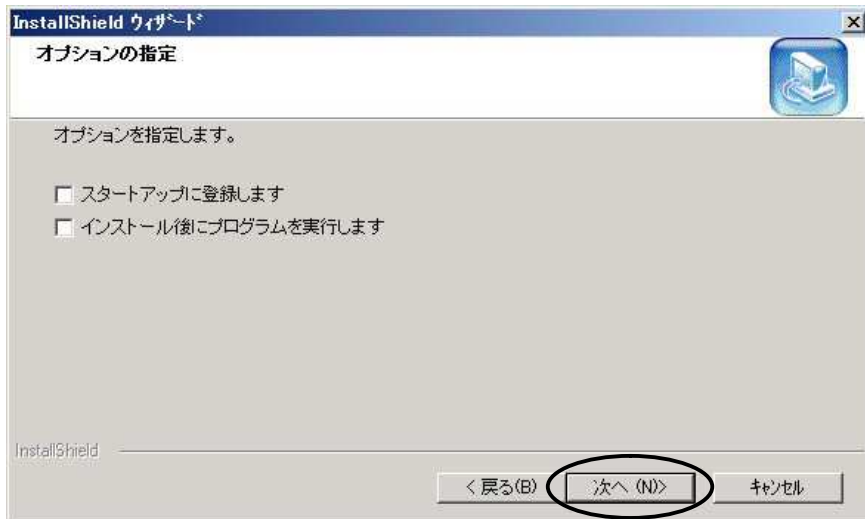 InstallShield ウィザード
オプションの指定
オプションを指定します。
スタートアップに登録します
インストール後にプログラムを実行します
InstallShield
< 戻る(B)
次へ (N)>
キャンセル